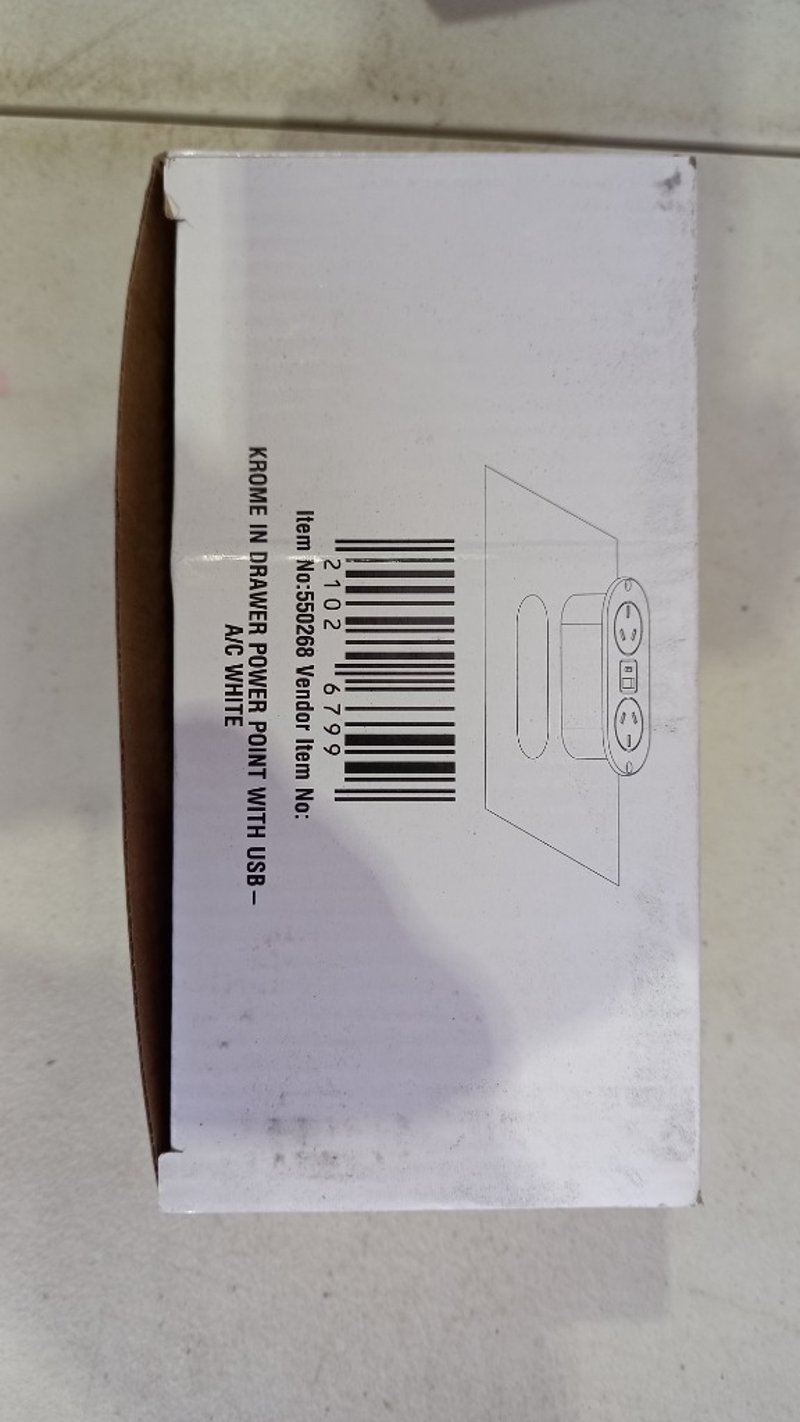 2102 6799
Item No:550268 Vendor Item No:
KROME IN DRAWER POWER POINT WITH USB–
A/C WHITE